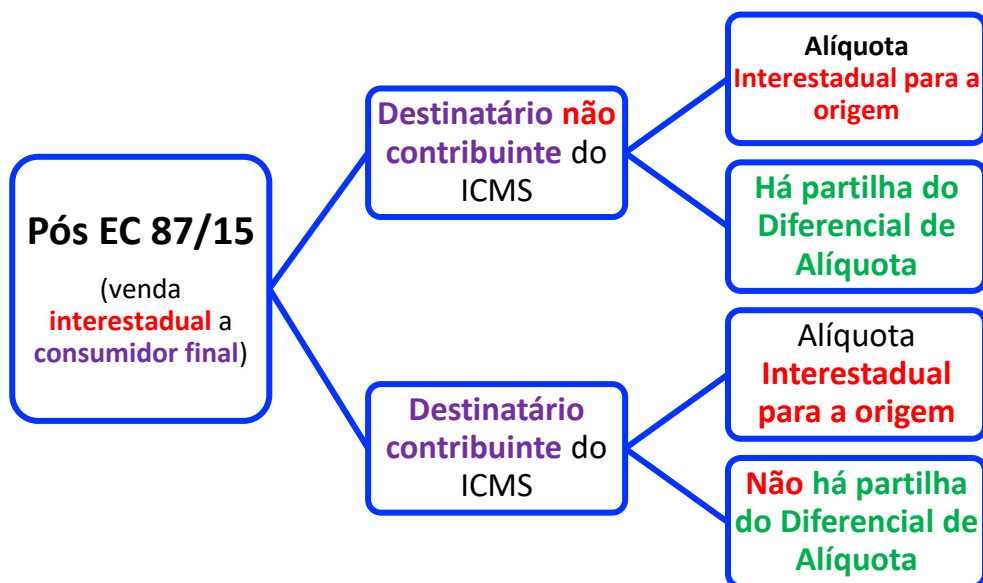 Pós EC 87/15
(venda
interestadual a
consumidor final)
Destinatário não
contribuinte do
ICMS
Alíquota
Interestadual para a
origem
Há partilha do
Diferencial de
Alíquota
Destinatário
contribuinte do
ICMS
Alíquota
Interestadual
para a origem
Não há partilha
do Diferencial de
Alíquota